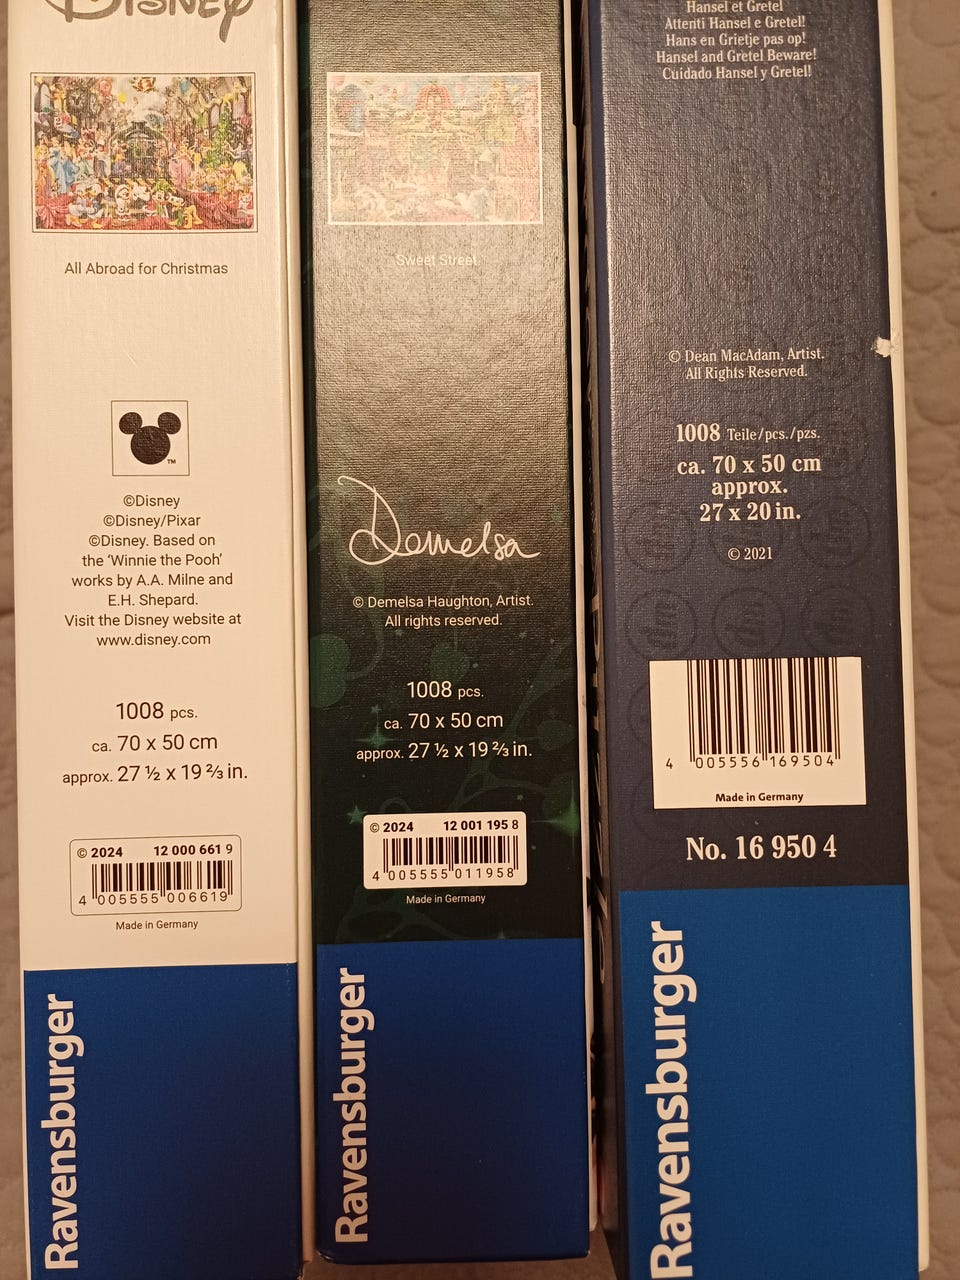 Disney
All Abroad for Christmas
TM
©Disney
©Disney/Pixar
©Disney. Based on
the ‘Winnie the Pooh’
works by A.A. Milne and
E.H. Shepard.
Visit the Disney website at
www.disney.com
1008 pcs.
ca. 70 x 50 cm
approx. 27 ½ x 19 ⅔ in.
© 2024 12 000 661 9
4 005555 006619
Made in Germany
Ravensburger
Sweet Street
Demelsa
© Demelsa Haughton, Artist.
All rights reserved.
1008 pcs.
ca. 70 x 50 cm
approx. 27 ½ x 19 ⅔ in.
© 2024 12 001 195 8
4 005555 011958
Made in Germany
Ravensburger
Hansel et Gretel
Attenti Hansel e Gretel!
Hans en Grietje pas op!
Hansel and Gretel Beware!
Cuidado Hansel y Gretel!
© Dean MacAdam, Artist.
All Rights Reserved.
1008 Teile/pcs./pzs.
ca. 70 x 50 cm
approx.
27 x 20 in.
© 2021
4 005556 169504
Made in Germany
No. 16 950 4
Ravensburger